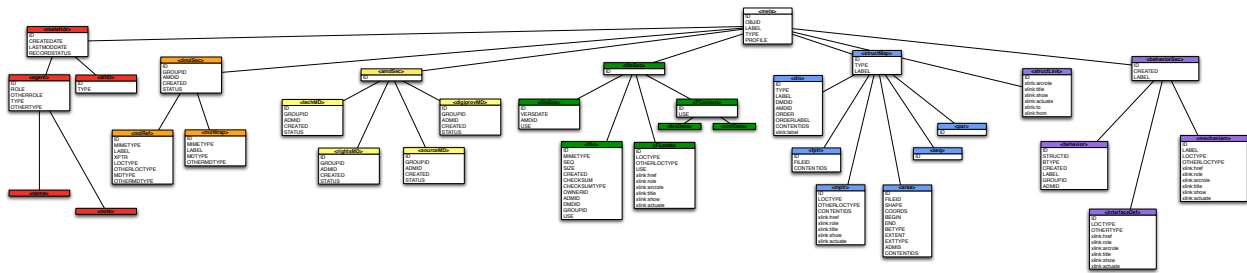 <mets>
ID
OBJID
LABEL
TYPE
PROFILE
<metsHdr>
ID
CREATEDATE
LASTMODDATE
RECORDSTATUS
<agent>
ID
ROLE
OTHERROLE
TYPE
OTHERTYPE
<altID>
ID
TYPE
<name>
<note>
<dmdSec>
ID
GROUPID
ADMID
CREATED
STATUS
<mdRef>
ID
MIMETYPE
LABEL
XPTR
LOCTYPE
OTHERLOCTYPE
MDTYPE
OTHERMDTYPE
<mdWrap>
ID
MIMETYPE
LABEL
MDTYPE
OTHERMDTYPE
<amdSec>
ID
<techMD>
ID
GROUPID
ADMID
CREATED
STATUS
<rightsMD>
ID
GROUPID
ADMID
CREATED
STATUS
<sourceMD>
ID
GROUPID
ADMID
CREATED
STATUS
<digiprovMD>
ID
GROUPID
ADMID
CREATED
STATUS
<fileSec>
ID
<fileGrp>
ID
VERSDATE
AMDID
USE
<file>
ID
MIMETYPE
SEQ
SIZE
CREATED
CHECKSUM
CHECKSUMTYPE
OWNERID
ADMID
DMDID
GROUPID
USE
<FLocat>
ID
LOCTYPE
OTHERLOCTYPE
USE
xlink:href
xlink:role
xlink:arcrole
xlink:title
xlink:show
xlink:actuate
<FContent>
ID
USE
<binData>
<xmlData>
<structMap>
ID
TYPE
LABEL
<div>
ID
TYPE
LABEL
DMDID
AMDID
ORDER
ORDERLABEL
CONTENTIDS
xlink:label
<fptr>
ID
FILEID
CONTENTIDS
<mptr>
ID
LOCTYPE
OTHERLOCTYPE
CONTENTIDS
xlink:href
xlink:role
xlink:title
xlink:show
xlink:actuate
<area>
ID
FILEID
SHAPE
COORDS
BEGIN
END
BETYPE
EXTENT
EXTTYPE
ADMIS
CONTENTIDS
<seq>
ID
<par>
ID
<structLink>
ID
xlink:arcrole
xlink:title
xlink:show
xlink:actuate
xlink:to
xlink:from
<behaviorSec>
ID
CREATED
LABEL
<behavior>
ID
STRUCTID
BTYPE
CREATED
LABEL
GROUPID
ADMID
<interfaceDef>
ID
LOCTYPE
OTHERTYPE
xlink:href
xlink:role
xlink:arcrole
xlink:title
xlink:show
xlink:actuate
<mechanism>
ID
LABEL
LOCTYPE
OTHERLOCTYPE
xlink:href
xlink:role
xlink:arcrole
xlink:title
xlink:show
xlink:actuate